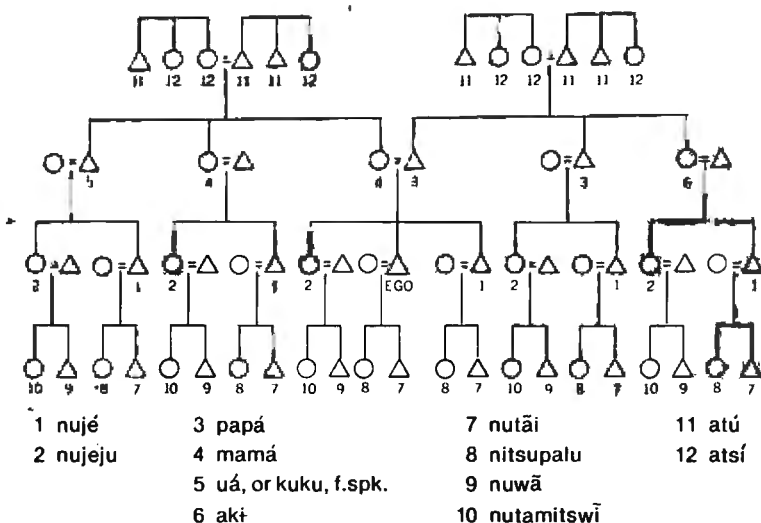 11 12 12 11 11 12 11 12 12 11 11 12
5 4 4 3 3 6
2 1 2 1 2 EGO 1 2 1 2 1
10 9 8 7 10 9 8 7 10 9 8 7 8 7 10 9 8 7 10 9 8 7
1 nujé
2 nujeju
3 papá
4 mamá
5 uá, or kuku, f.spk.
6 akɨ
7 nutãi
8 nitsupalu
9 nuwã
10 nutamitswĩ
11 atú
12 atsí